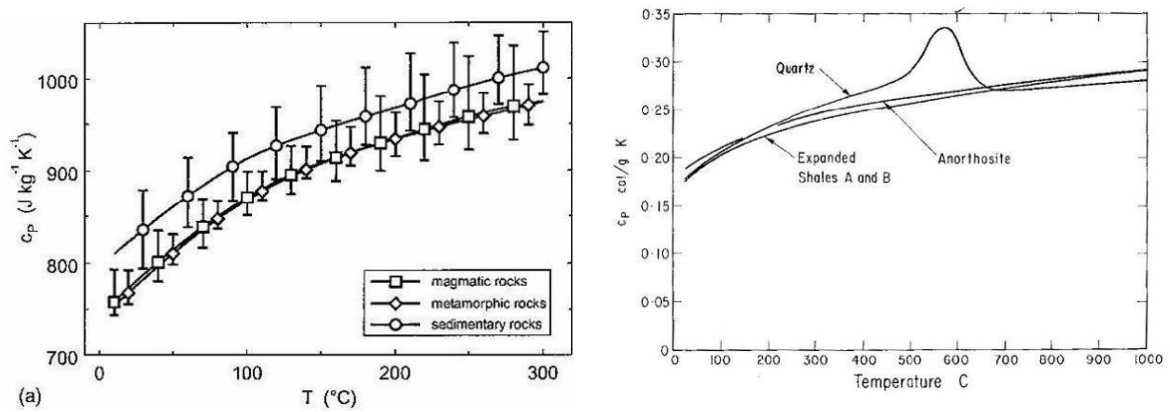 1000
900
800
700
c_P (J kg⁻¹ K⁻¹)
0
100
200
300
T (°C)
(a)
magmatic rocks
metamorphic rocks
sedimentary rocks
0·35
0·30
0·25
0·20
0·15
0·10
0·05
0
c_P cal/g K
Quartz
Anorthosite
Expanded
Shales A and B
0 100 200 300 400 500 600 700 800 900 1000
Temperature C